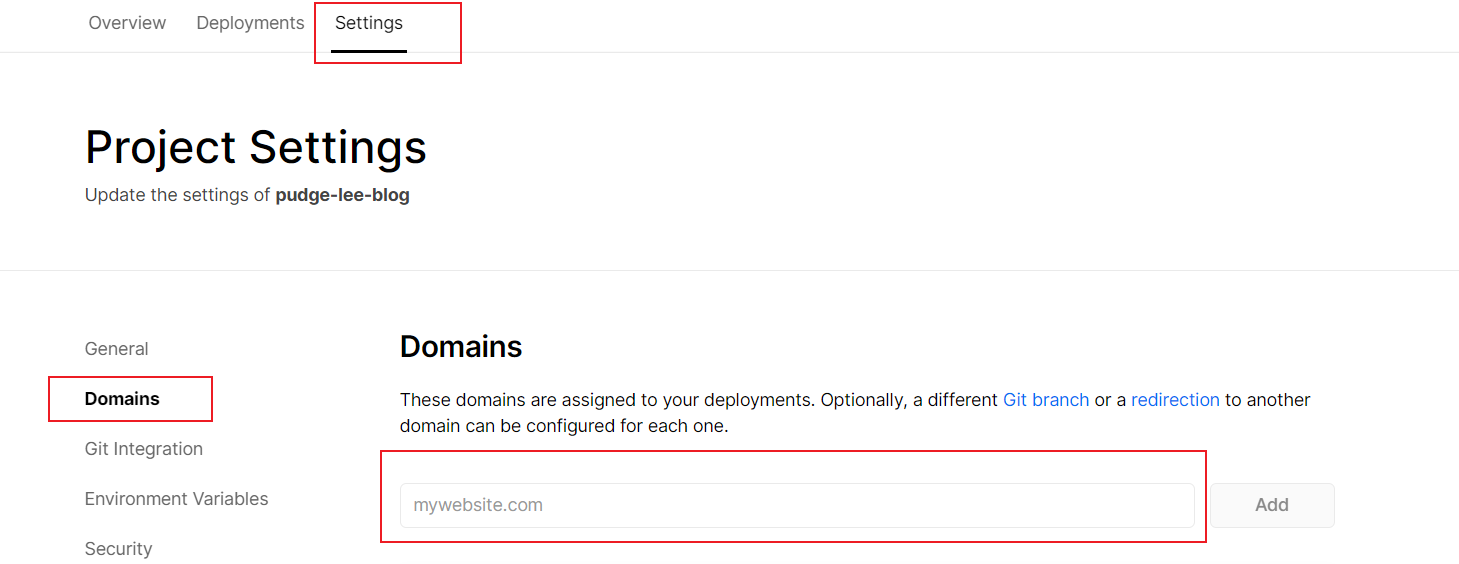 Overview Deployments Settings
Project Settings
Update the settings of pudge-lee-blog
General
Domains
Git Integration
Environment Variables
Security
Domains
These domains are assigned to your deployments. Optionally, a different Git branch or a redirection to another
domain can be configured for each one.
mywebsite.com Add